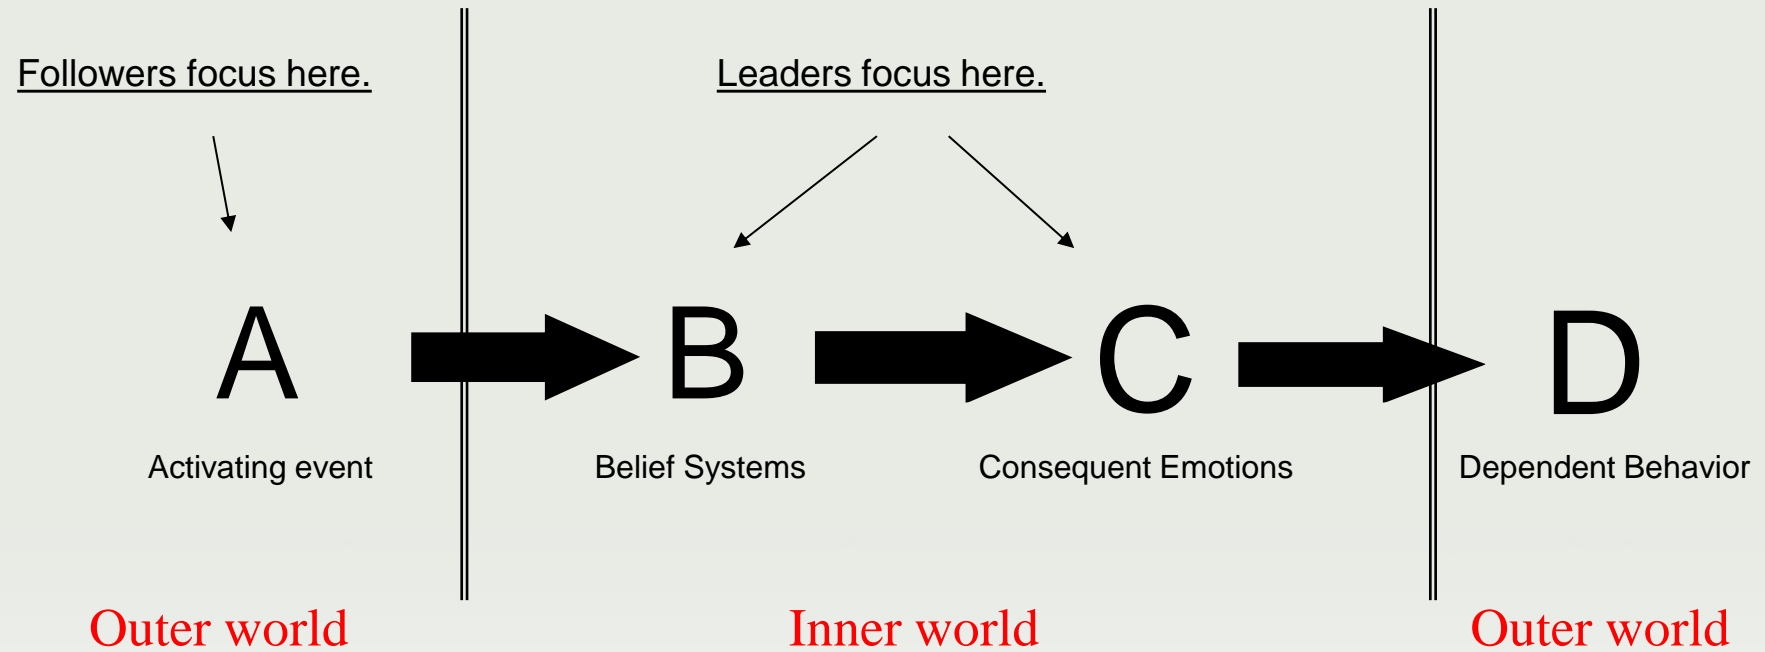 Followers focus here.
Leaders focus here.
A
B
C
D
Activating event
Belief Systems
Consequent Emotions
Dependent Behavior
Outer world
Inner world
Outer world